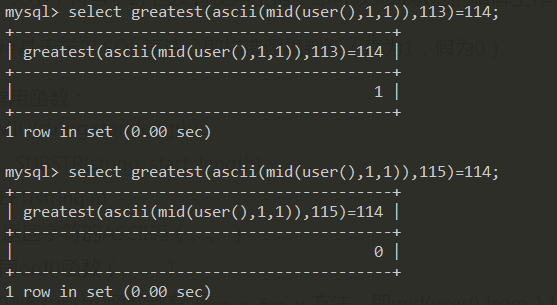 mysql> select greatest(ascii(mid(user(),1,1)),113)=114;
+------------------------------------------+
| greatest(ascii(mid(user(),1,1)),113)=114 |
+------------------------------------------+
|                                        1 |
+------------------------------------------+
1 row in set (0.00 sec)
mysql> select greatest(ascii(mid(user(),1,1)),115)=114;
+------------------------------------------+
| greatest(ascii(mid(user(),1,1)),115)=114 |
+------------------------------------------+
|                                        0 |
+------------------------------------------+
1 row in set (0.00 sec)